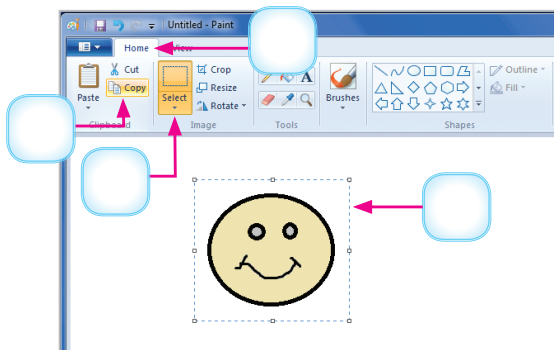 Untitled - Paint
Home View
Cut
Copy
Paste
Clipboard
Select
Crop
Resize
Rotate
Image
A
Tools
Brushes
Shapes
Outline
Fill